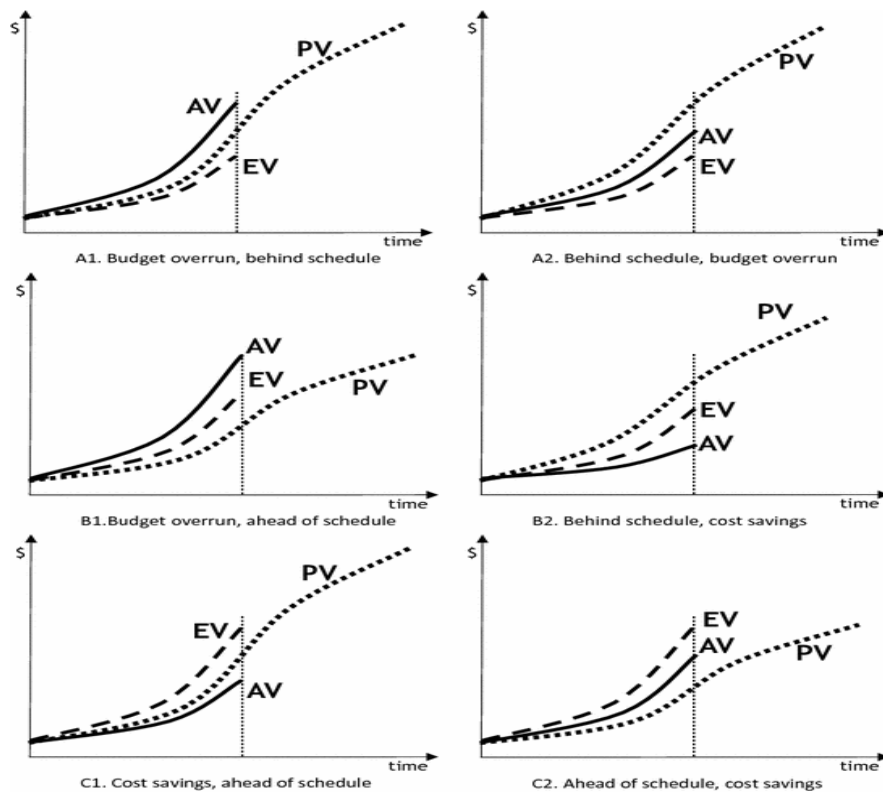 $
PV
AV
EV
time
A1. Budget overrun, behind schedule
$
PV
AV
EV
time
A2. Behind schedule, budget overrun
$
AV
EV
PV
time
B1.Budget overrun, ahead of schedule
$
PV
EV
AV
time
B2. Behind schedule, cost savings
$
PV
EV
AV
time
C1. Cost savings, ahead of schedule
$
EV
AV
PV
time
C2. Ahead of schedule, cost savings